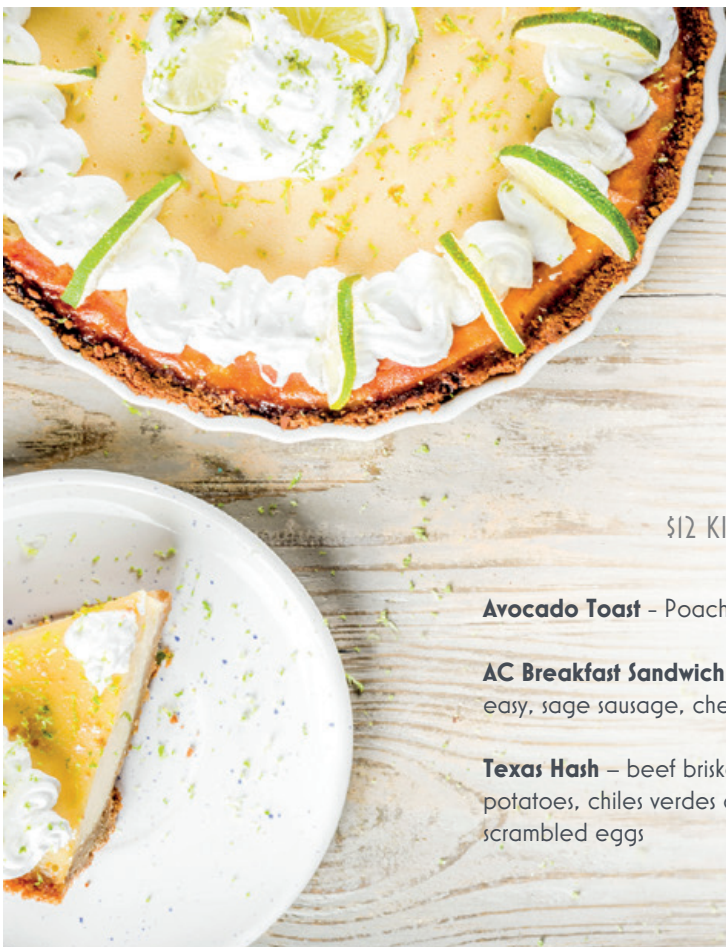 $12 KI
Avocado Toast - Poach
AC Breakfast Sandwich
easy, sage sausage, che
Texas Hash – beef brisk
potatoes, chiles verdes
scrambled eggs